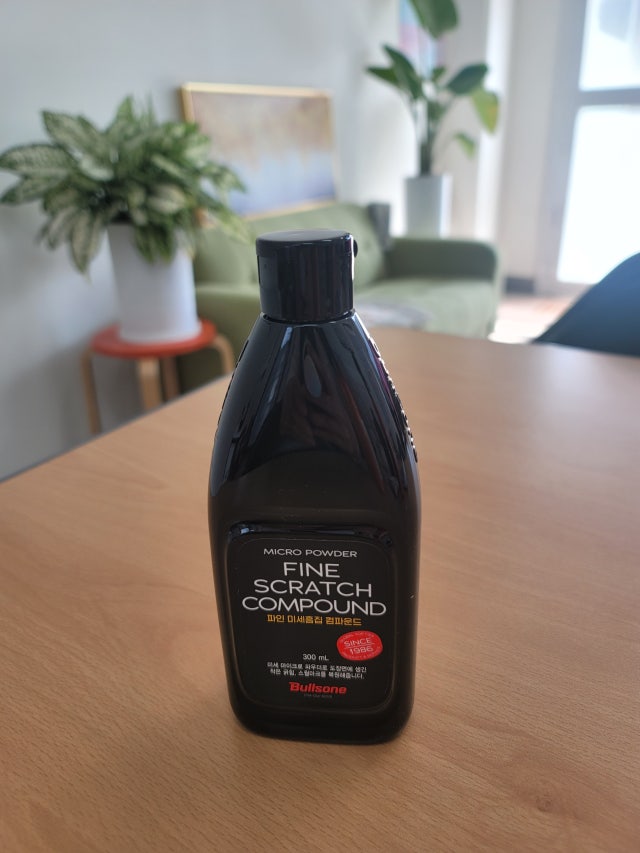 MICRO POWDER
FINE
SCRATCH
COMPOUND
파인 미세흠집 컴파운드
SINCE
1986
300 mL
미세 마이크로 파우더로 도장면에 생긴
작은 긁힘, 스월마크를 복원해줍니다.
Bullsone